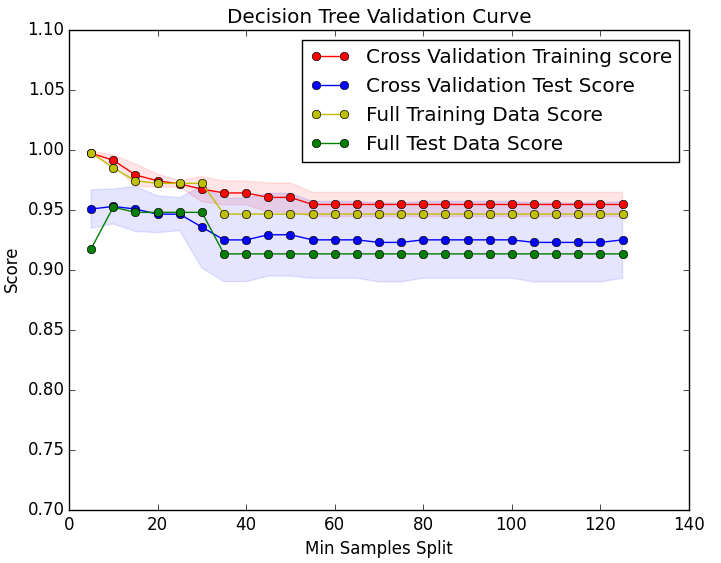 Decision Tree Validation Curve
Cross Validation Training score
Cross Validation Test Score
Full Training Data Score
Full Test Data Score
Score
1.10
1.05
1.00
0.95
0.90
0.85
0.80
0.75
0.70
0 20 40 60 80 100 120 140
Min Samples Split